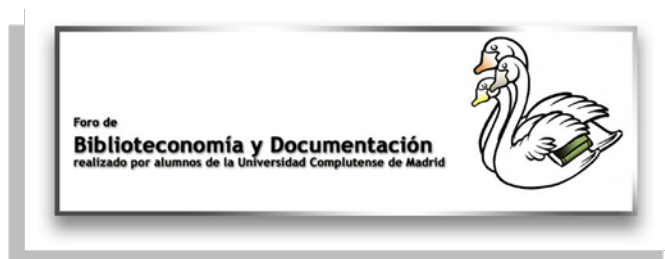 Foro de
Biblioteconomía y Documentación
realizado por alumnos de la Universidad Complutense de Madrid